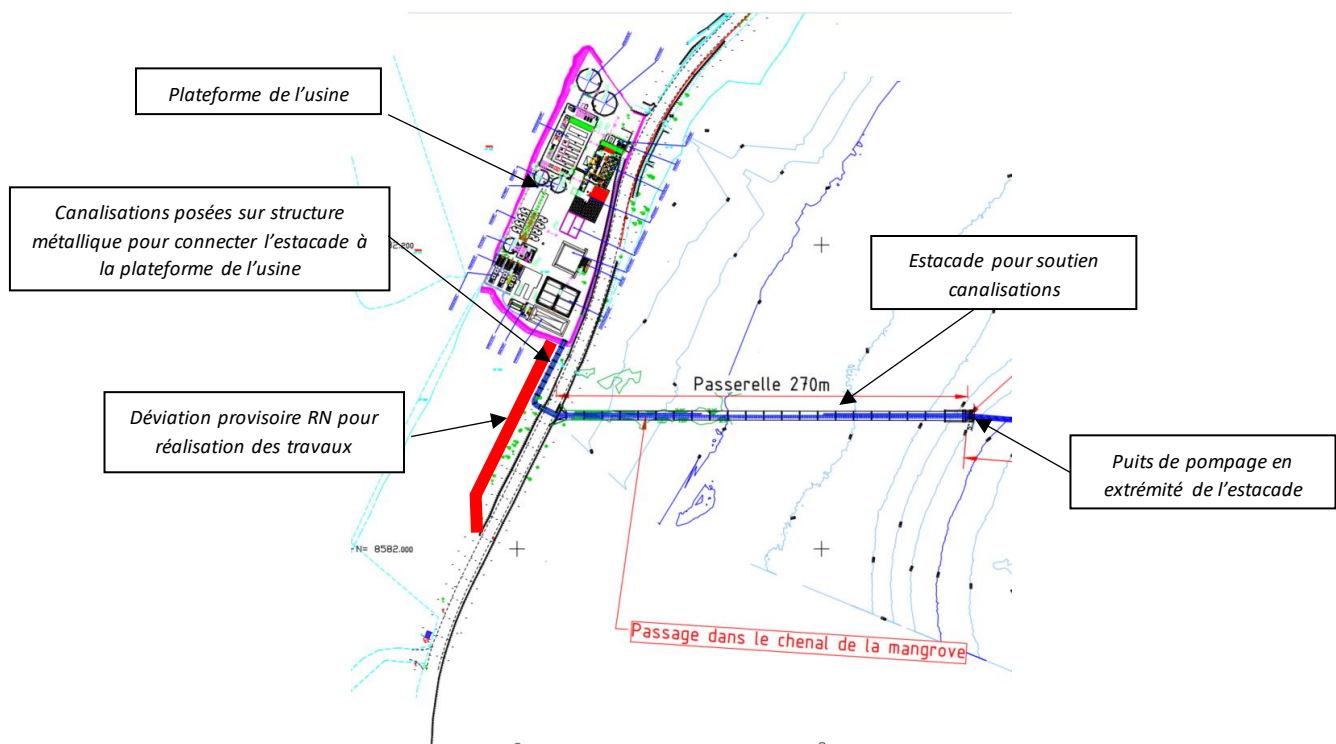 Plateforme de l’usine
Canalisations posées sur structure
métallique pour connecter l’estacade à
la plateforme de l’usine
Estacade pour soutien
canalisations
Passerelle 270m
Déviation provisoire RN pour
réalisation des travaux
Puits de pompage en
extrémité de l’estacade
N= 8582.000
Passage dans le chenal de la mangrove